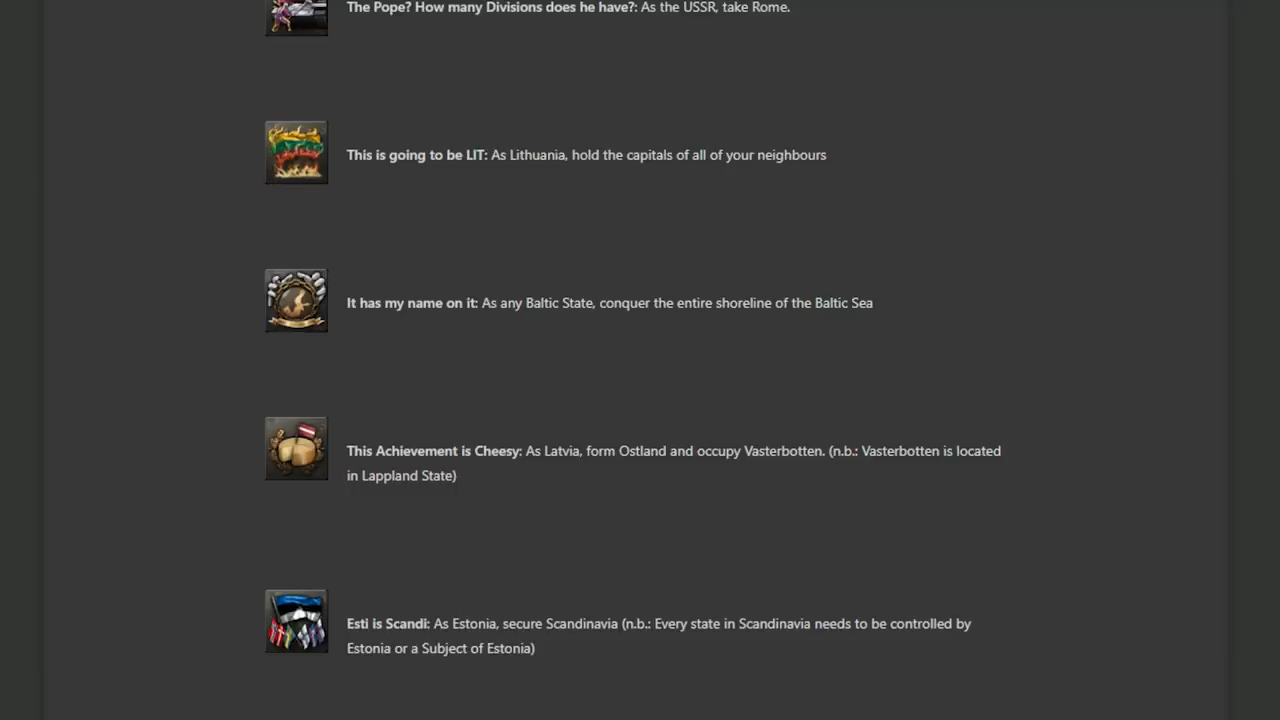 The Pope? How many Divisions does he have?: As the USSR, take Rome.
This is going to be LIT: As Lithuania, hold the capitals of all of your neighbours
It has my name on it: As any Baltic State, conquer the entire shoreline of the Baltic Sea
This Achievement is Cheesy: As Latvia, form Ostland and occupy Vasterbotten. (n.b.: Vasterbotten is located
in Lappland State)
Esti is Scandi: As Estonia, secure Scandinavia (n.b.: Every state in Scandinavia needs to be controlled by
Estonia or a Subject of Estonia)